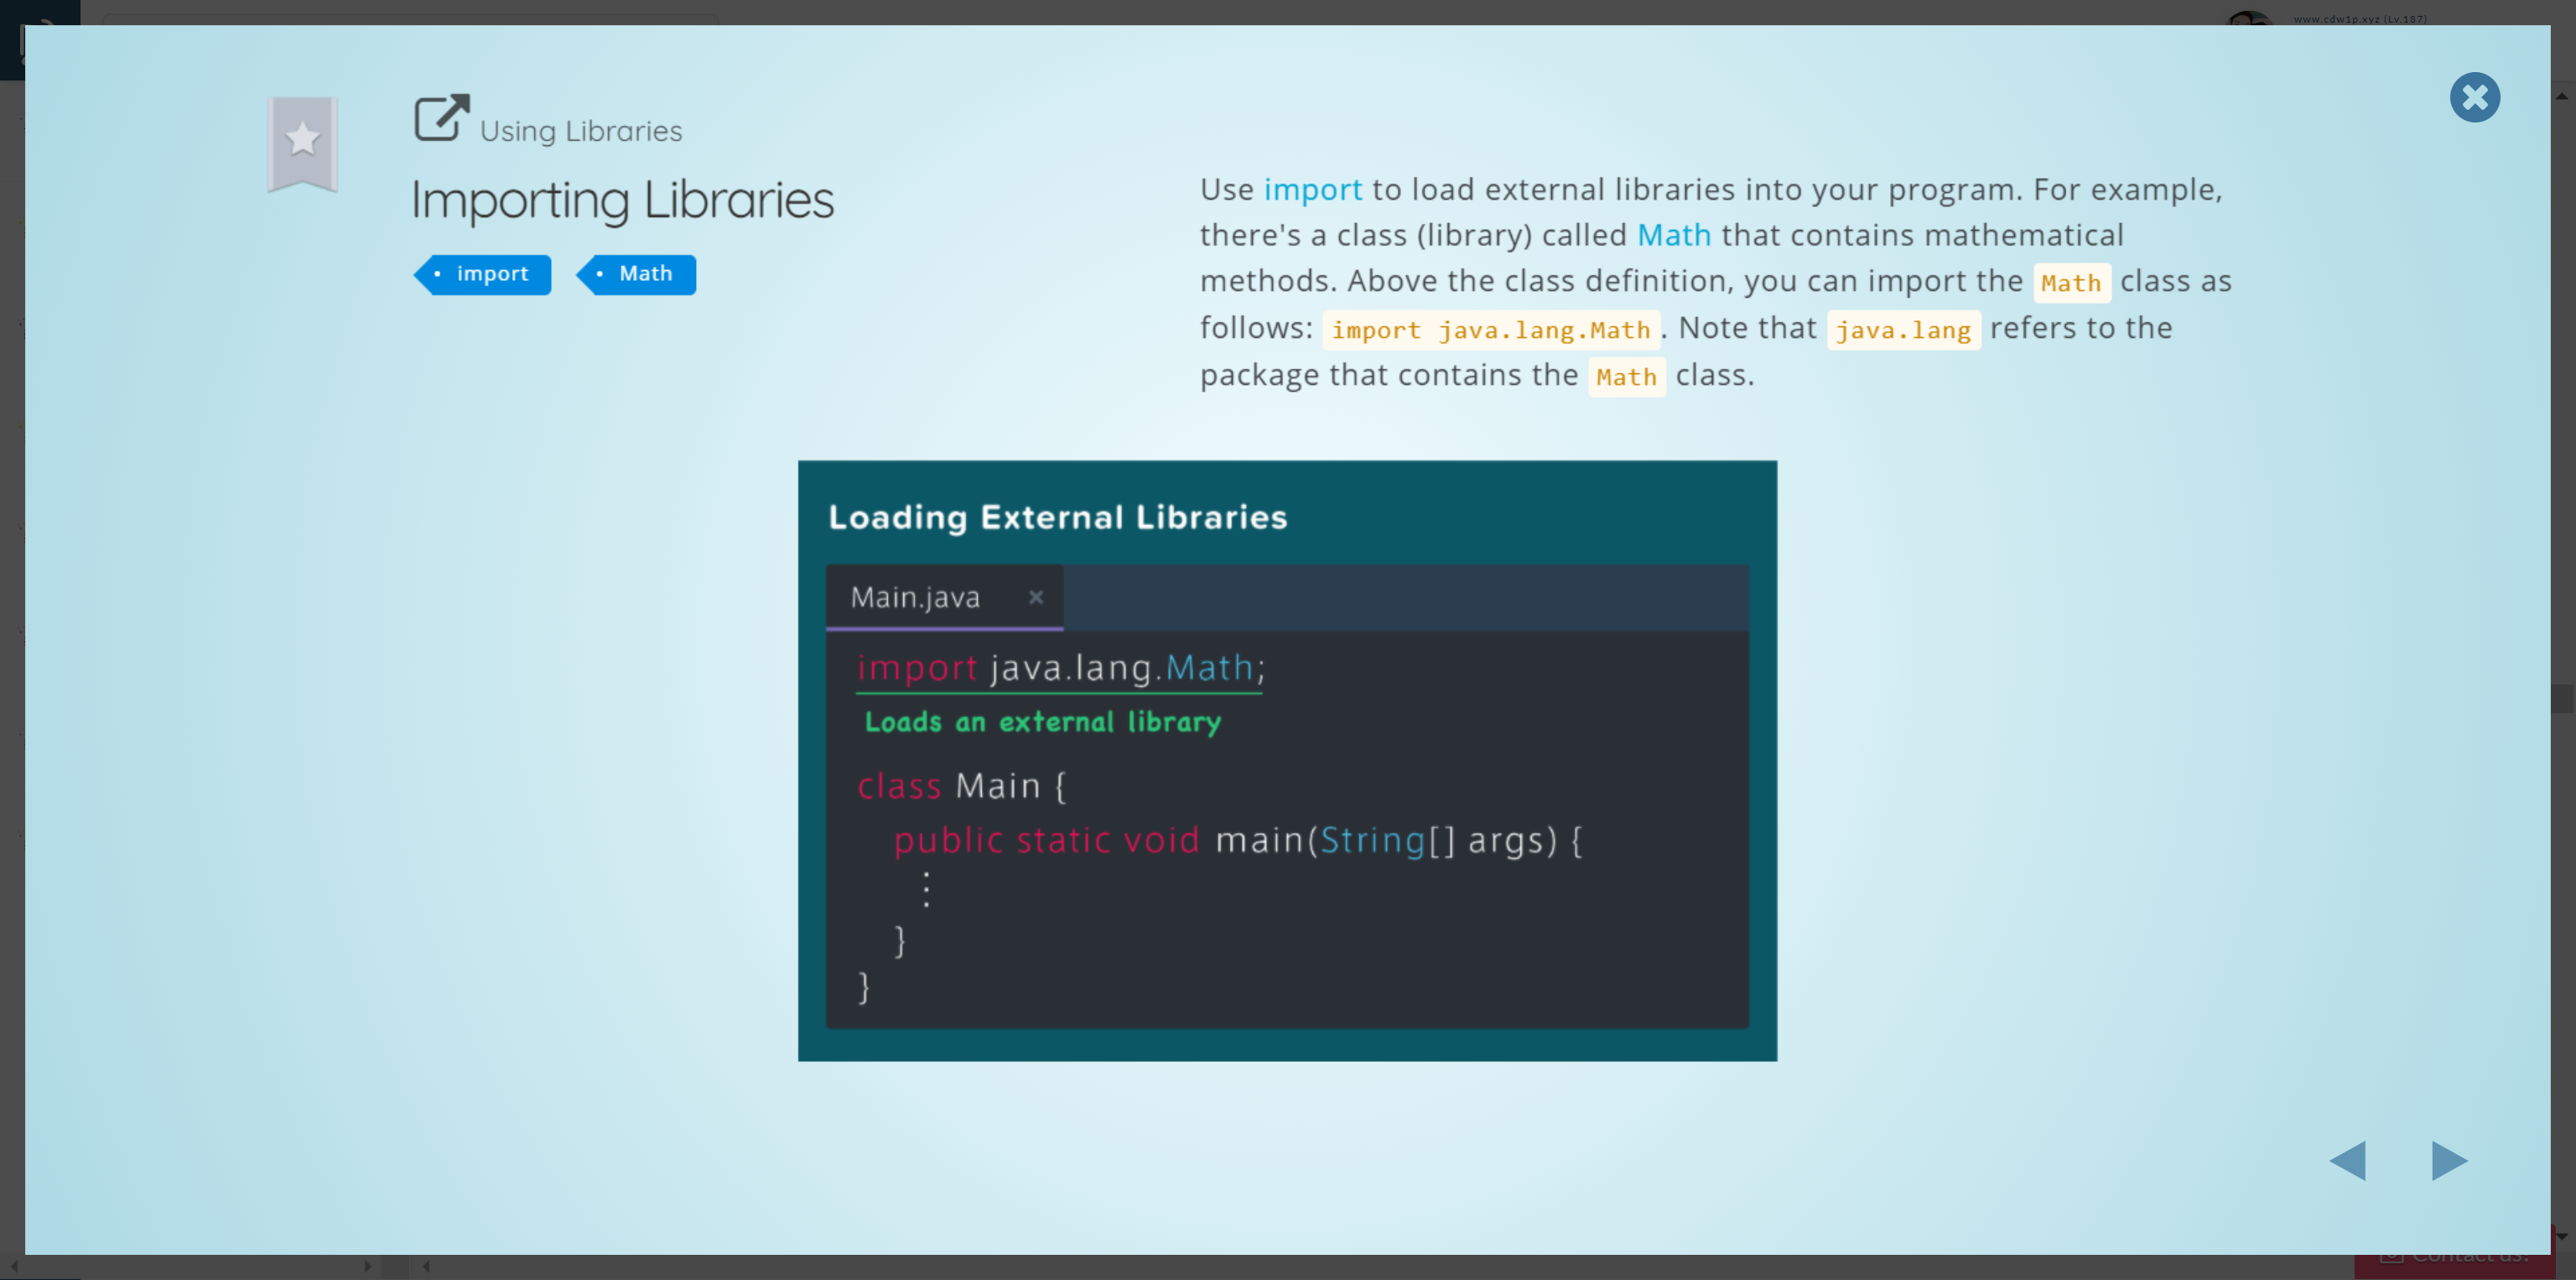 www.cdw1p.xyz (Lv.187)
Using Libraries
Importing Libraries
• import • Math
Use import to load external libraries into your program. For example,
there's a class (library) called Math that contains mathematical
methods. Above the class definition, you can import the Math class as
follows: import java.lang.Math. Note that java.lang refers to the
package that contains the Math class.
Loading External Libraries
Main.java ×
import java.lang.Math;
Loads an external library
class Main {
public static void main(String[] args) {
⋮
}
}
Contact us!